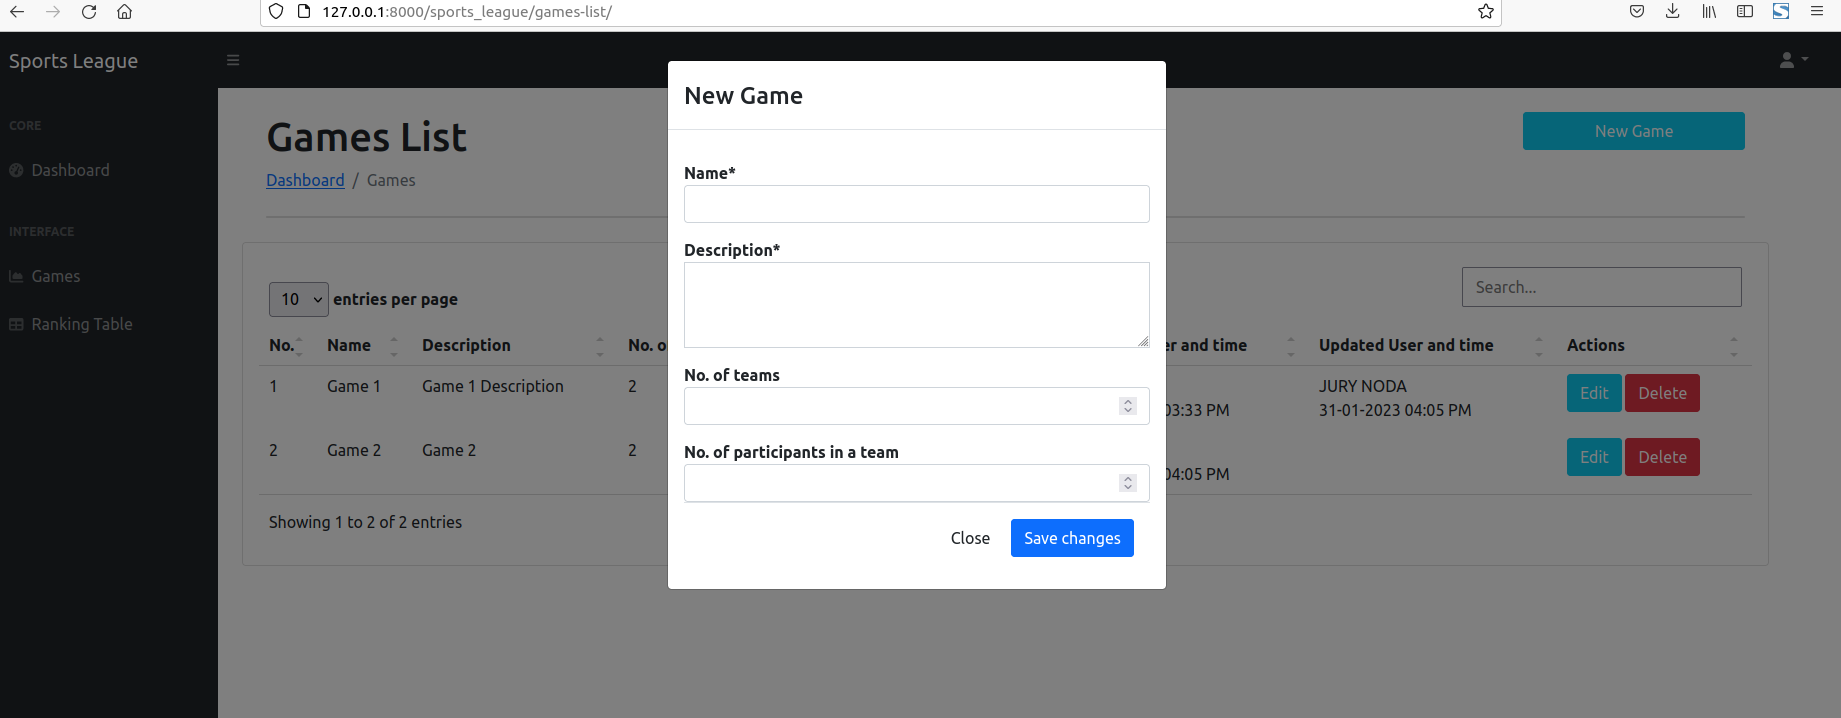 127.0.0.1:8000/sports_league/games-list/
Sports League
CORE
Dashboard
INTERFACE
Games
Ranking Table
Games List
Dashboard / Games
New Game
10 entries per page
Search...
No. Name Description No. o er and time Updated User and time Actions
1 Game 1 Game 1 Description 2 JURY NODA Edit Delete
03:33 PM 31-01-2023 04:05 PM
2 Game 2 Game 2 2 Edit Delete
04:05 PM
Showing 1 to 2 of 2 entries
New Game
Name*
Description*
No. of teams
No. of participants in a team
Close Save changes